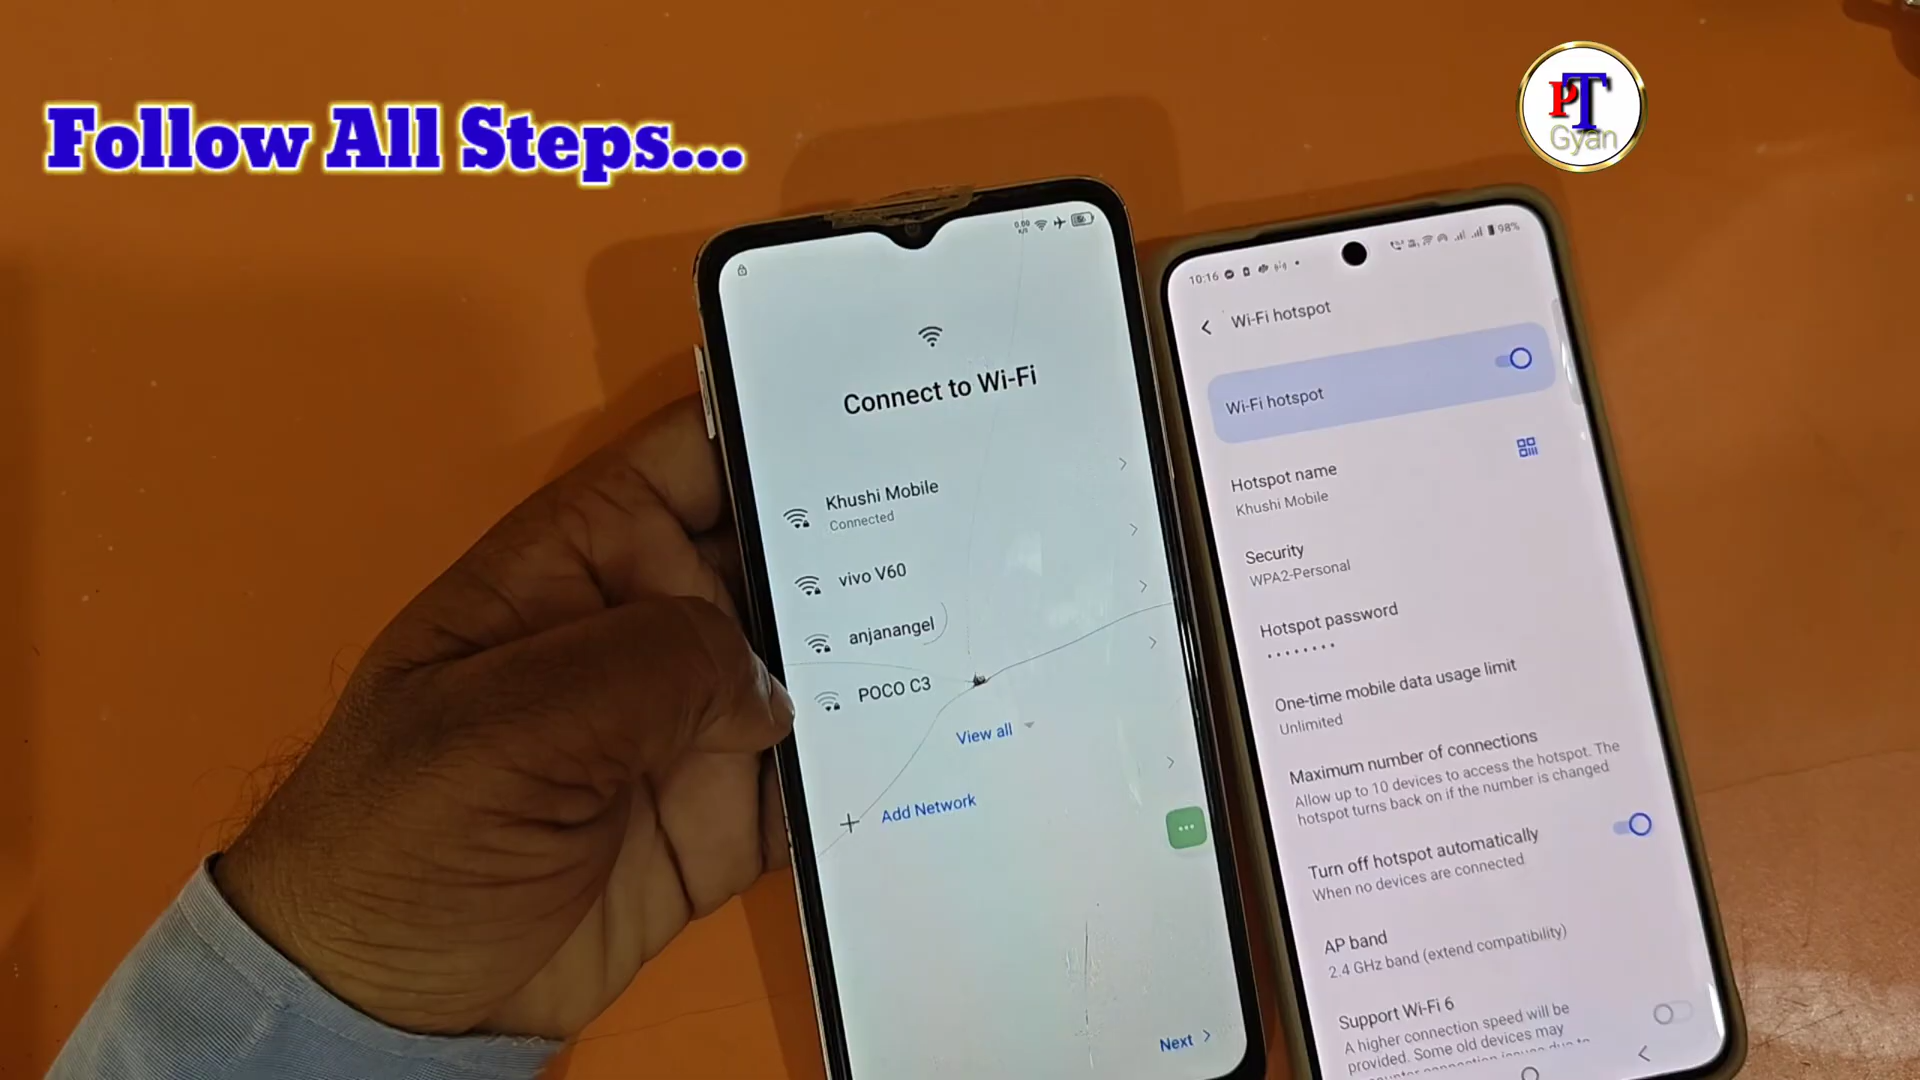 Follow All Steps...
PT
Gyan
0.00
Connect to Wi-Fi
Khushi Mobile
Connected
vivo V60
anjanangel
POCO C3
View all
+ Add Network
Next
10:16
98%
Wi-Fi hotspot
Wi-Fi hotspot
Hotspot name
Khushi Mobile
Security
WPA2-Personal
Hotspot password
••••••••
One-time mobile data usage limit
Unlimited
Maximum number of connections
Allow up to 10 devices to access the hotspot. The
hotspot turns back on if the number is changed
Turn off hotspot automatically
When no devices are connected
AP band
2.4 GHz band (extend compatibility)
Support Wi-Fi 6
A higher connection speed will be
provided. Some old devices may